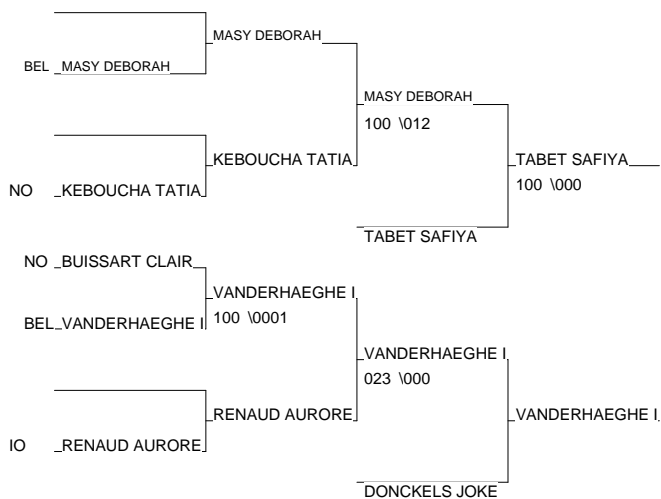 MASY DEBORAH
BEL MASY DEBORAH
MASY DEBORAH
100 \012
KEBOUCHA TATIA
TABET SAFIYA
100 \000
NO KEBOUCHA TATIA
TABET SAFIYA
NO BUISSART CLAIR
VANDERHAEGHE I
100 \0001
BEL VANDERHAEGHE I
VANDERHAEGHE I
023 \000
RENAUD AURORE
VANDERHAEGHE I
IO RENAUD AURORE
DONCKELS JOKE